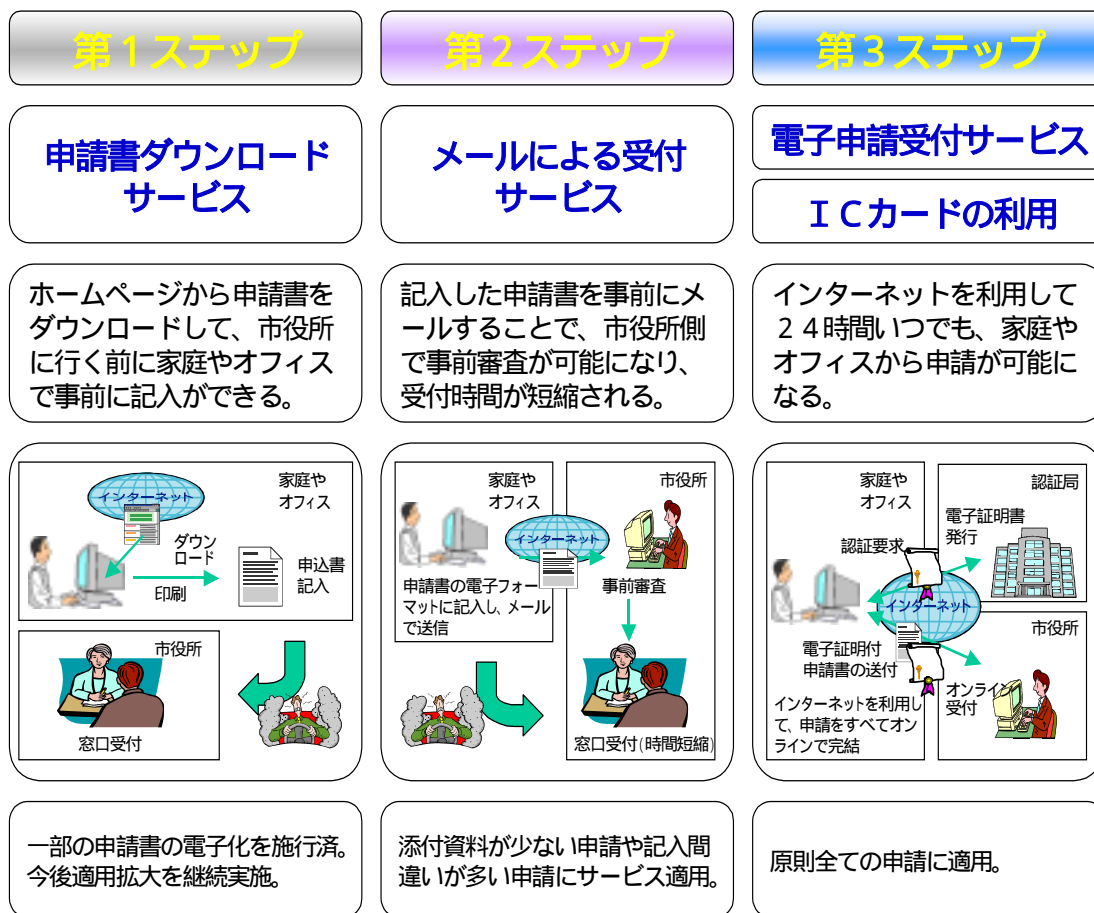 第1ステップ
申請書ダウンロード
サービス
ホームページから申請書を
ダウンロードして、市役所
に行く前に家庭やオフィス
で事前に記入ができる。
家庭や
オフィス
インターネット
ダウン
ロード
印刷
申込書
記入
市役所
窓口受付
一部の申請書の電子化を施行済。
今後適用拡大を継続実施。
第2ステップ
メールによる受付
サービス
記入した申請書を事前にメ
ールすることで、市役所側
で事前審査が可能になり、
受付時間が短縮される。
家庭や
オフィス
市役所
インターネット
申請書の電子フォー
マットに記入し、メール
で送信
事前審査
窓口受付(時間短縮)
添付資料が少ない申請や記入間
違いが多い申請にサービス適用。
第3ステップ
電子申請受付サービス
ICカードの利用
インターネットを利用して
24時間いつでも、家庭や
オフィスから申請が可能に
なる。
家庭や
オフィス
認証局
電子証明書
発行
認証要求
インターネット
市役所
電子証明付
申請書の送付
オンライン
受付
インターネットを利用し
て、申請をすべてオン
ラインで完結
原則全ての申請に適用。